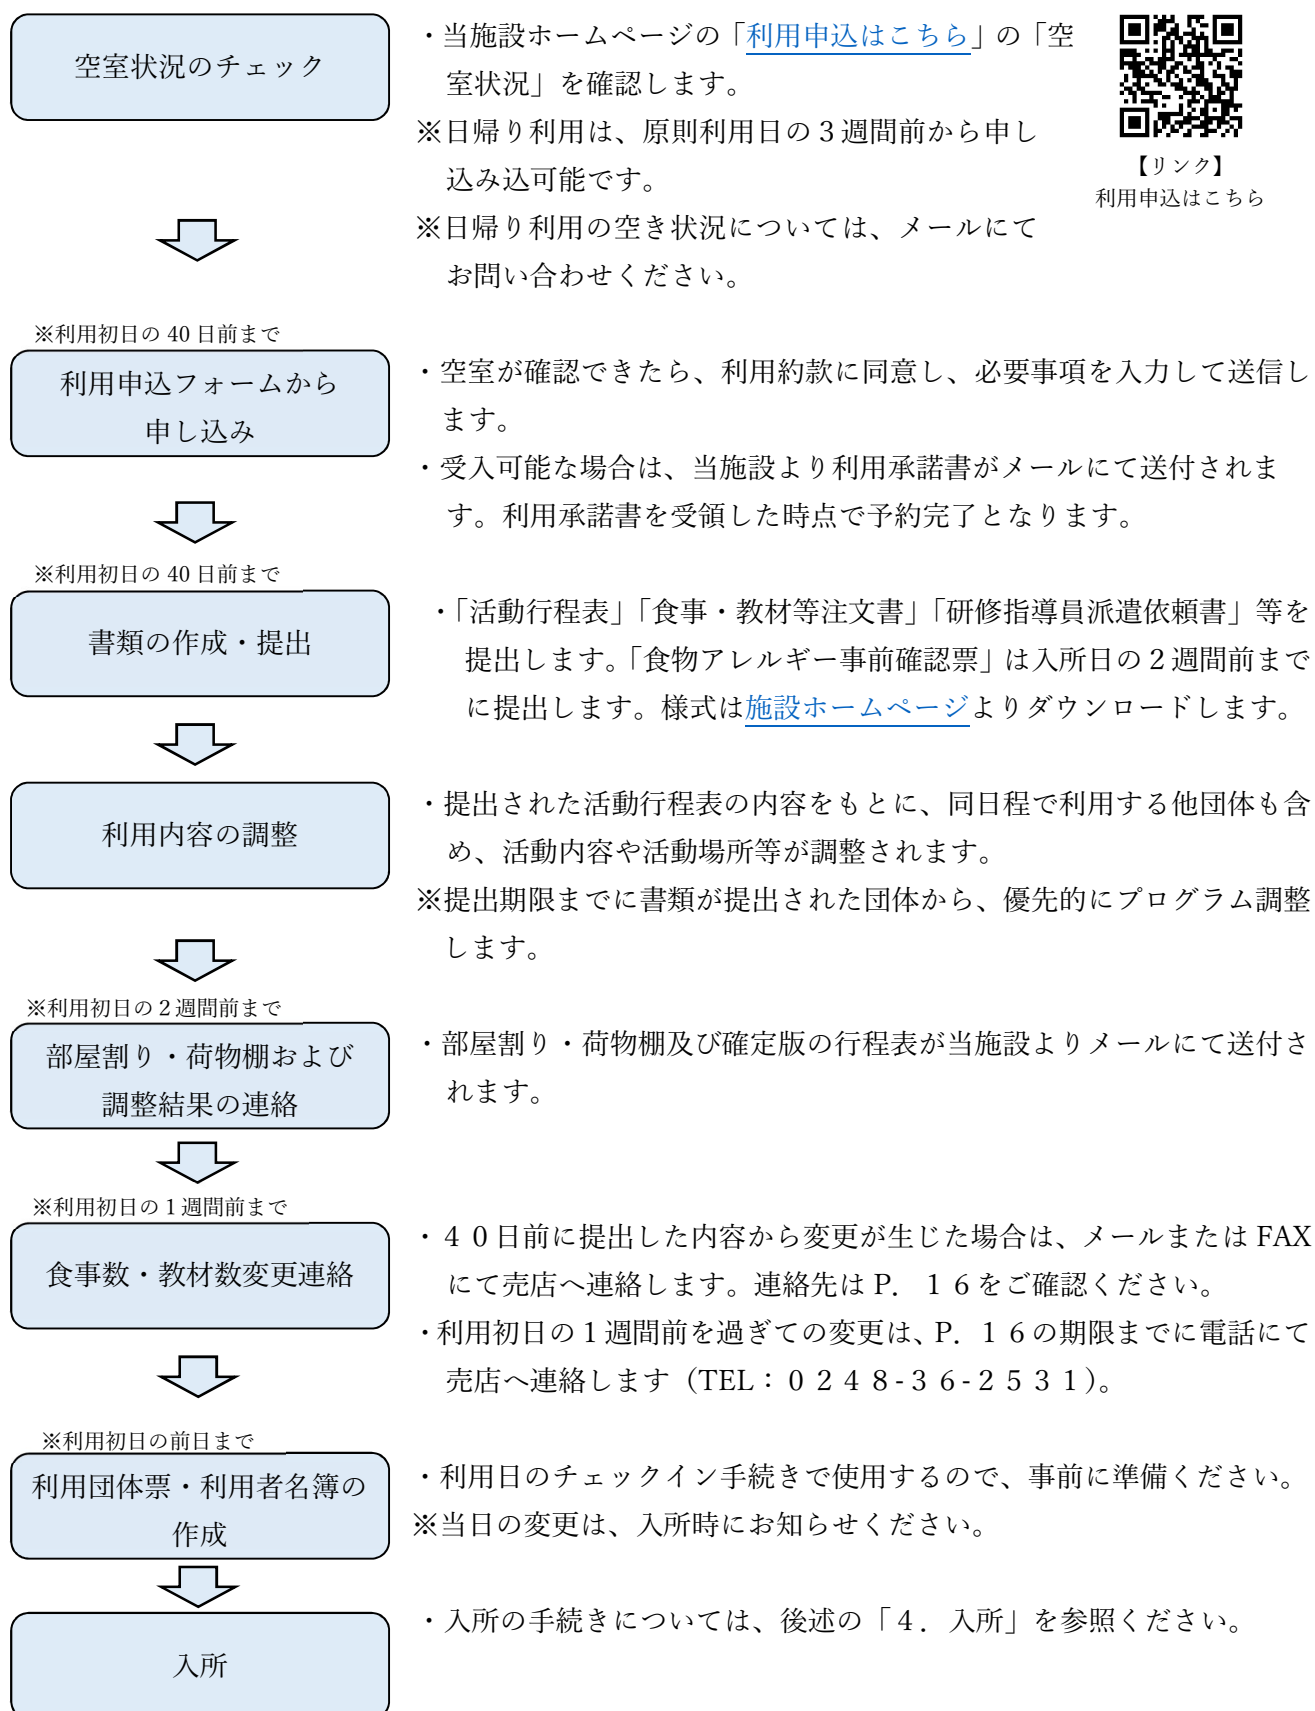 空室状況のチェック
・当施設ホームページの「利用申込はこちら」の「空
室状況」を確認します。
※日帰り利用は、原則利用日の３週間前から申し
込み込可能です。
※日帰り利用の空き状況については、メールにて
お問い合わせください。
【リンク】
利用申込はこちら
※利用初日の 40 日前まで
利用申込フォームから
申し込み
・空室が確認できたら、利用約款に同意し、必要事項を入力して送信し
ます。
・受入可能な場合は、当施設より利用承諾書がメールにて送付されま
す。利用承諾書を受領した時点で予約完了となります。
※利用初日の 40 日前まで
書類の作成・提出
・「活動行程表」「食事・教材等注文書」「研修指導員派遣依頼書」等を
提出します。「食物アレルギー事前確認票」は入所日の２週間前まで
に提出します。様式は施設ホームページよりダウンロードします。
利用内容の調整
・提出された活動行程表の内容をもとに、同日程で利用する他団体も含
め、活動内容や活動場所等が調整されます。
※提出期限までに書類が提出された団体から、優先的にプログラム調整
します。
※利用初日の２週間前まで
部屋割り・荷物棚および
調整結果の連絡
・部屋割り・荷物棚及び確定版の行程表が当施設よりメールにて送付さ
れます。
※利用初日の１週間前まで
食事数・教材数変更連絡
・４０日前に提出した内容から変更が生じた場合は、メールまたは FAX
にて売店へ連絡します。連絡先は P．１６をご確認ください。
・利用初日の１週間前を過ぎての変更は、P．１６の期限までに電話にて
売店へ連絡します（TEL：０２４８-３６-２５３１）。
※利用初日の前日まで
利用団体票・利用者名簿の
作成
・利用日のチェックイン手続きで使用するので、事前に準備ください。
※当日の変更は、入所時にお知らせください。
入所
・入所の手続きについては、後述の「４．入所」を参照ください。